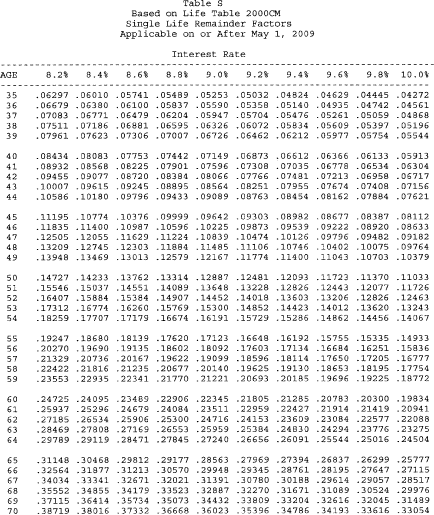 Table S
Based on Life Table 2000CM
Single Life Remainder Factors
Applicable on or After May 1, 2009
Interest Rate
AGE 8.2% 8.4% 8.6% 8.8% 9.0% 9.2% 9.4% 9.6% 9.8% 10.0%
35 .06297 .06010 .05741 .05489 .05253 .05032 .04824 .04629 .04445 .04272
36 .06679 .06380 .06100 .05837 .05590 .05358 .05140 .04935 .04742 .04561
37 .07083 .06771 .06479 .06204 .05947 .05704 .05476 .05261 .05059 .04868
38 .07511 .07186 .06881 .06595 .06326 .06072 .05834 .05609 .05397 .05196
39 .07961 .07623 .07306 .07007 .06726 .06462 .06212 .05977 .05754 .05544
40 .08434 .08083 .07753 .07442 .07149 .06873 .06612 .06366 .06133 .05913
41 .08932 .08568 .08225 .07901 .07596 .07308 .07035 .06778 .06534 .06304
42 .09455 .09077 .08720 .08384 .08066 .07766 .07481 .07213 .06958 .06717
43 .10007 .09615 .09245 .08895 .08564 .08251 .07955 .07674 .07408 .07156
44 .10586 .10180 .09796 .09433 .09089 .08763 .08454 .08162 .07884 .07621
45 .11195 .10774 .10376 .09999 .09642 .09303 .08982 .08677 .08387 .08112
46 .11835 .11400 .10987 .10596 .10225 .09873 .09539 .09222 .08920 .08633
47 .12505 .12055 .11629 .11224 .10839 .10474 .10126 .09796 .09482 .09182
48 .13209 .12745 .12303 .11884 .11485 .11106 .10746 .10402 .10075 .09764
49 .13948 .13469 .13013 .12579 .12167 .11774 .11400 .11043 .10703 .10379
50 .14727 .14233 .13762 .13314 .12887 .12481 .12093 .11723 .11370 .11033
51 .15546 .15037 .14551 .14089 .13648 .13228 .12826 .12443 .12077 .11726
52 .16407 .15884 .15384 .14907 .14452 .14018 .13603 .13206 .12826 .12463
53 .17312 .16774 .16260 .15769 .15300 .14852 .14423 .14012 .13620 .13243
54 .18259 .17707 .17179 .16674 .16191 .15729 .15286 .14862 .14456 .14067
55 .19247 .18680 .18139 .17620 .17123 .16648 .16192 .15755 .15335 .14933
56 .20270 .19690 .19135 .18602 .18092 .17603 .17134 .16684 .16251 .15836
57 .21329 .20736 .20167 .19622 .19099 .18596 .18114 .17650 .17205 .16777
58 .22422 .21816 .21235 .20677 .20140 .19625 .19130 .18653 .18195 .17754
59 .23553 .22935 .22341 .21770 .21221 .20693 .20185 .19696 .19225 .18772
60 .24725 .24095 .23489 .22906 .22345 .21805 .21285 .20783 .20300 .19834
61 .25937 .25296 .24679 .24084 .23511 .22959 .22427 .21914 .21419 .20941
62 .27185 .26534 .25906 .25300 .24716 .24153 .23609 .23084 .22577 .22088
63 .28469 .27808 .27169 .26553 .25959 .25384 .24830 .24294 .23776 .23275
64 .29789 .29119 .28471 .27845 .27240 .26656 .26091 .25544 .25016 .24504
65 .31148 .30468 .29812 .29177 .28563 .27969 .27394 .26837 .26299 .25777
66 .32564 .31877 .31213 .30570 .29948 .29345 .28761 .28195 .27647 .27115
67 .34034 .33341 .32671 .32021 .31391 .30780 .30188 .29614 .29057 .28517
68 .35552 .34855 .34179 .33523 .32887 .32270 .31671 .31089 .30524 .29976
69 .37115 .36414 .35734 .35073 .34432 .33809 .33204 .32616 .32045 .31489
70 .38719 .38016 .37332 .36668 .36023 .35396 .34786 .34193 .33616 .33054